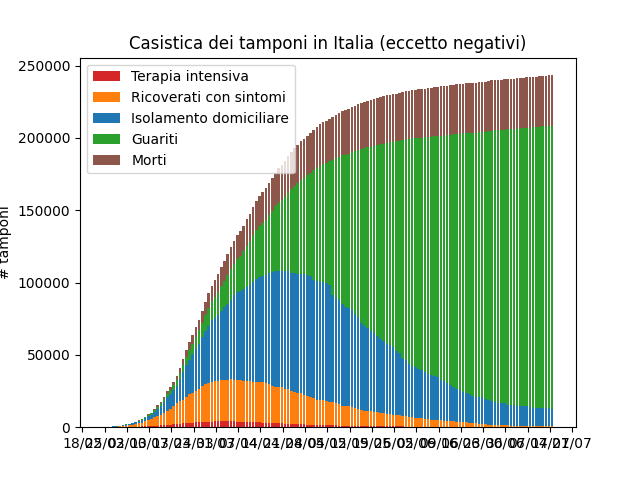 Casistica dei tamponi in Italia (eccetto negativi)
250000
200000
150000
100000
50000
0
# tamponi
Terapia intensiva
Ricoverati con sintomi
Isolamento domiciliare
Guariti
Morti